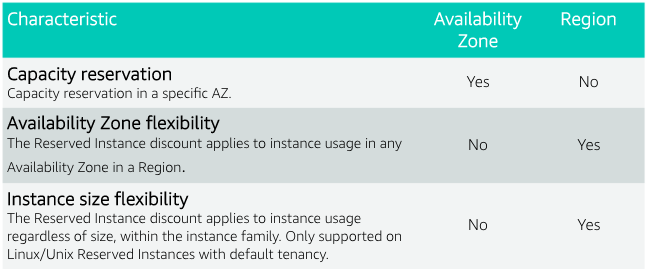 Characteristic
Availability
Zone
Region
Capacity reservation
Capacity reservation in a specific AZ.
Yes
No
Availability Zone flexibility
The Reserved Instance discount applies to instance usage in any
Availability Zone in a Region.
No
Yes
Instance size flexibility
The Reserved Instance discount applies to instance usage
regardless of size, within the instance family. Only supported on
Linux/Unix Reserved Instances with default tenancy.
No
Yes